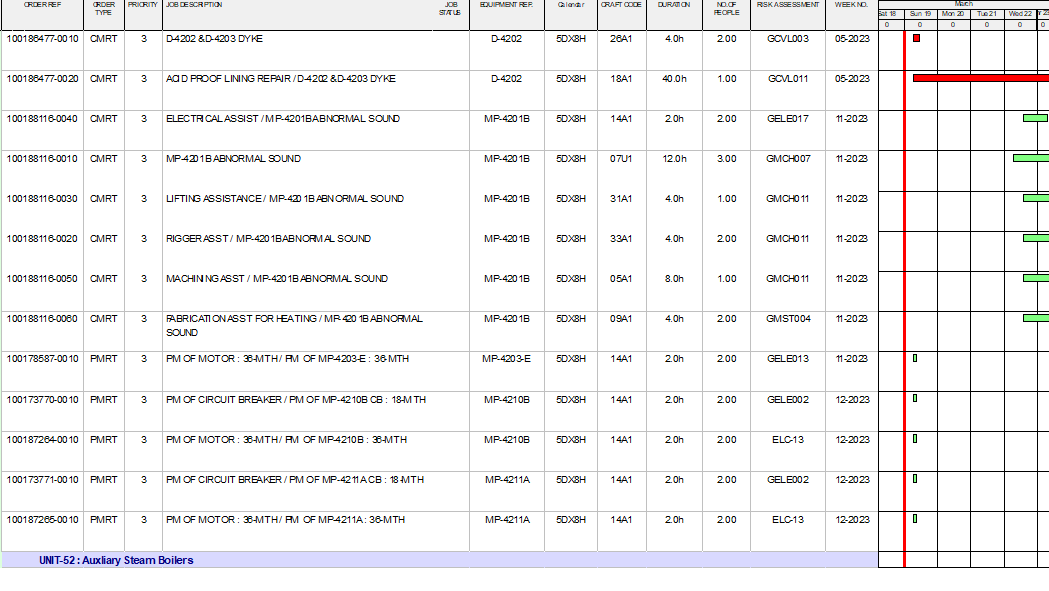 ORDER REF ORDER TYPE PRIORITY JOB DESCRIPTION JOB STATUS EQUIPMENT REF. Calendar CRAFT CODE DURATION NO.OF PEOPLE RISK ASSESSMENT WEEK NO. March
Sat 18 Sun 19 Mon 20 Tue 21 Wed 22
0 0 0 0 0 0
100186477-0010 CMRT 3 D-4202 & D-4203 DYKE D-4202 5DX8H 26A1 4.0h 2.00 GCVL003 05-2023
100186477-0020 CMRT 3 ACID PROOF LINING REPAIR / D-4202 & D-4203 DYKE D-4202 5DX8H 18A1 40.0h 1.00 GCVL011 05-2023
100188116-0040 CMRT 3 ELECTRICAL ASSIST / MP-4201B ABNORMAL SOUND MP-4201B 5DX8H 14A1 2.0h 2.00 GELE017 11-2023
100188116-0010 CMRT 3 MP-4201B ABNORMAL SOUND MP-4201B 5DX8H 07U1 12.0h 3.00 GMCH007 11-2023
100188116-0030 CMRT 3 LIFTING ASSISTANCE / MP-4201B ABNORMAL SOUND MP-4201B 5DX8H 31A1 4.0h 1.00 GMCH011 11-2023
100188116-0020 CMRT 3 RIGGER ASST / MP-4201B ABNORMAL SOUND MP-4201B 5DX8H 33A1 4.0h 2.00 GMCH011 11-2023
100188116-0050 CMRT 3 MACHINING ASST / MP-4201B ABNORMAL SOUND MP-4201B 5DX8H 05A1 8.0h 1.00 GMCH011 11-2023
100188116-0060 CMRT 3 FABRICATION ASST FOR HEATING / MP-4201B ABNORMAL MP-4201B 5DX8H 09A1 4.0h 2.00 GMST004 11-2023
SOUND
100178587-0010 PMRT 3 PM OF MOTOR : 36-MTH / PM OF MP-4203-E : 36-MTH MP-4203-E 5DX8H 14A1 2.0h 2.00 GELE013 11-2023
100173770-0010 PMRT 3 PM OF CIRCUIT BREAKER / PM OF MP-4210B CB : 18-MTH MP-4210B 5DX8H 14A1 2.0h 2.00 GELE002 12-2023
100187264-0010 PMRT 3 PM OF MOTOR : 36-MTH / PM OF MP-4210B : 36-MTH MP-4210B 5DX8H 14A1 2.0h 2.00 ELC-13 12-2023
100173771-0010 PMRT 3 PM OF CIRCUIT BREAKER / PM OF MP-4211A CB : 18-MTH MP-4211A 5DX8H 14A1 2.0h 2.00 GELE002 12-2023
100187265-0010 PMRT 3 PM OF MOTOR : 36-MTH / PM OF MP-4211A : 36-MTH MP-4211A 5DX8H 14A1 2.0h 2.00 ELC-13 12-2023
UNIT-52 : Auxliary Steam Boilers